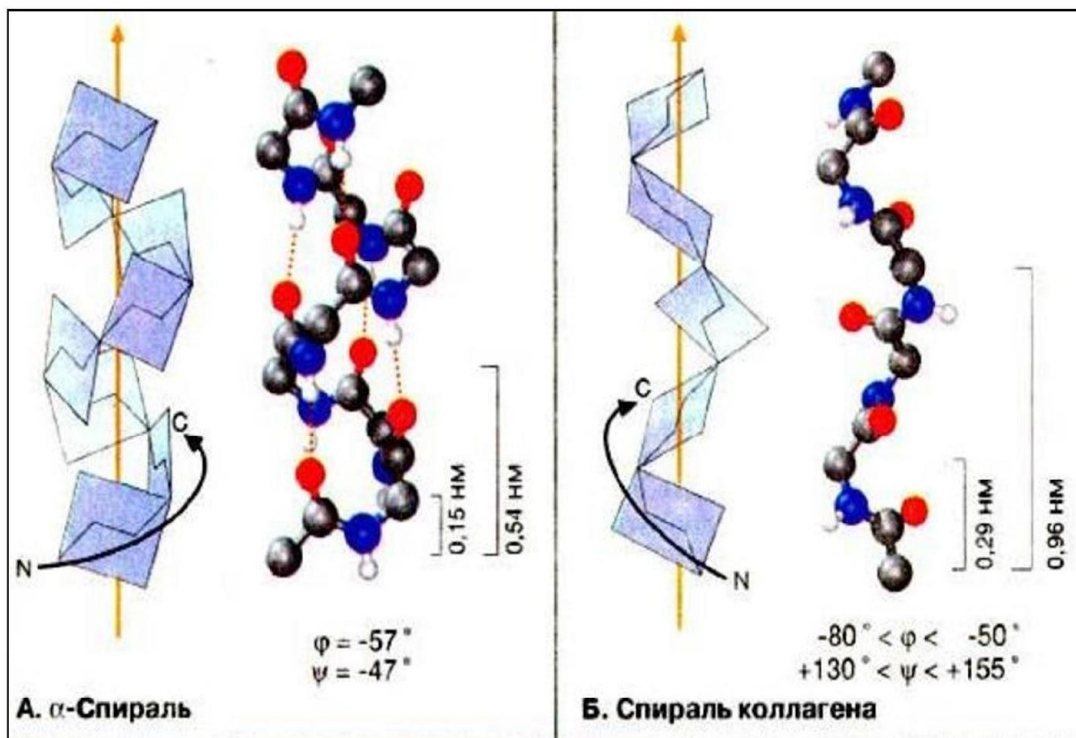 C
N
0,15 нм
0,54 нм
φ = -57°
ψ = -47°
А. α-Спираль
C
N
0,29 нм
0,96 нм
-80° < φ < -50°
+130° < ψ < +155°
Б. Спираль коллагена